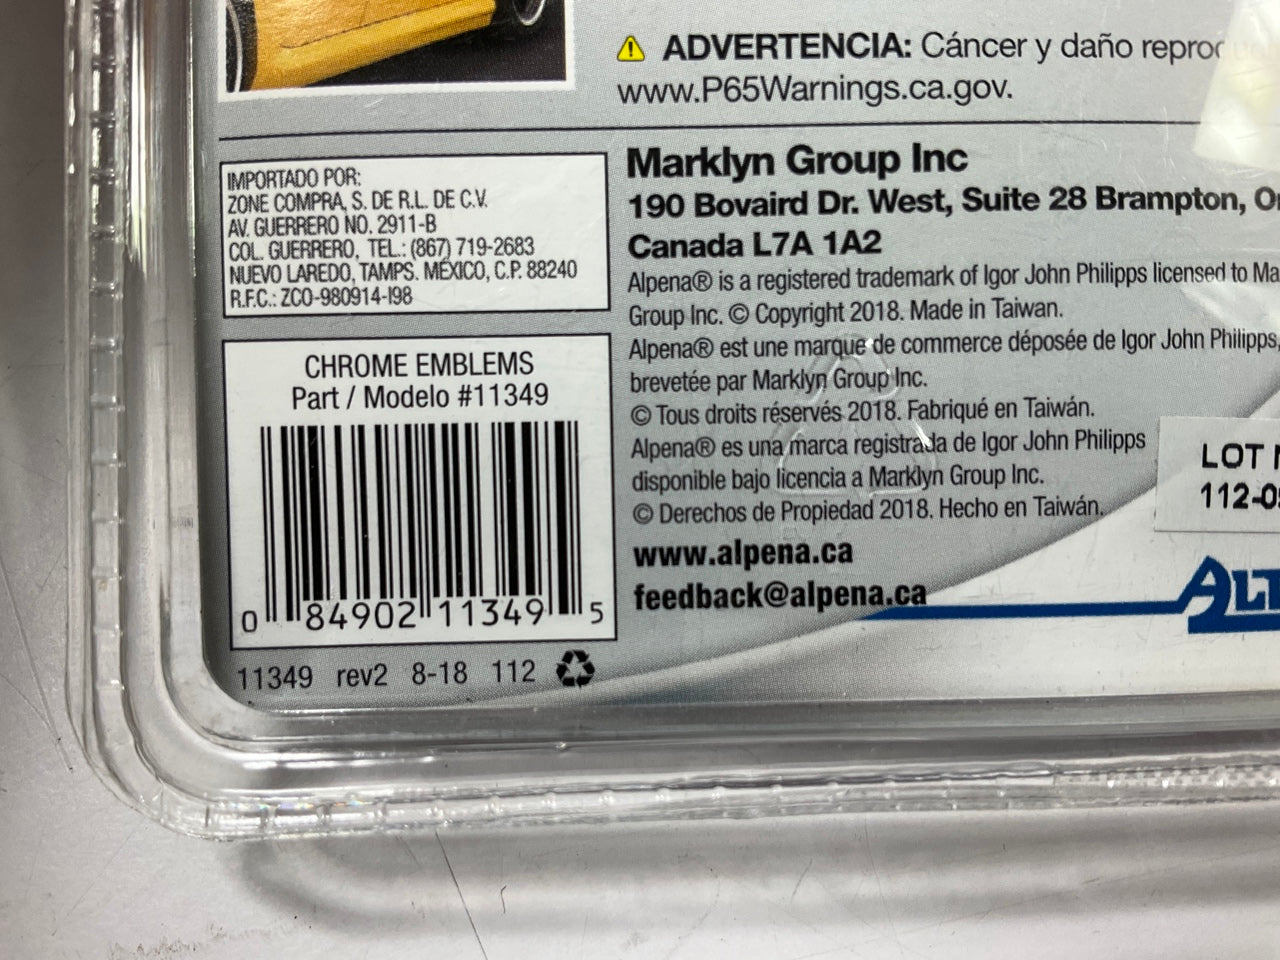 ADVERTENCIA: Cáncer y daño
www.P65Warnings.ca.gov.
IMPORTADO POR:
ZONE COMPRA, S. DE R.L. DE C.V.
AV. GUERRERO NO. 2911-B
COL. GUERRERO, TEL.: (867) 719-2683
NUEVO LAREDO, TAMPS. MÉXICO, C.P. 88240
R.F.C.: ZCO-980914-I98
CHROME EMBLEMS
Part / Modelo #11349
0 84902 11349 5
11349 rev2 8-18 112
Marklyn Group Inc
190 Bovaird Dr. West, Suite 28 Brampton,
Canada L7A 1A2
Alpena® is a registered trademark of Igor John Philipps licensed to
Group Inc. © Copyright 2018. Made in Taiwan.
Alpena® est une marque de commerce déposée de Igor John Philipps,
brevetée par Marklyn Group Inc.
© Tous droits réservés 2018. Fabriqué en Taiwán.
Alpena® es una marca registrada de Igor John Philipps
disponible bajo licencia a Marklyn Group Inc.
© Derechos de Propiedad 2018. Hecho en Taiwán.
www.alpena.ca
feedback@alpena.ca
LOT
112-0